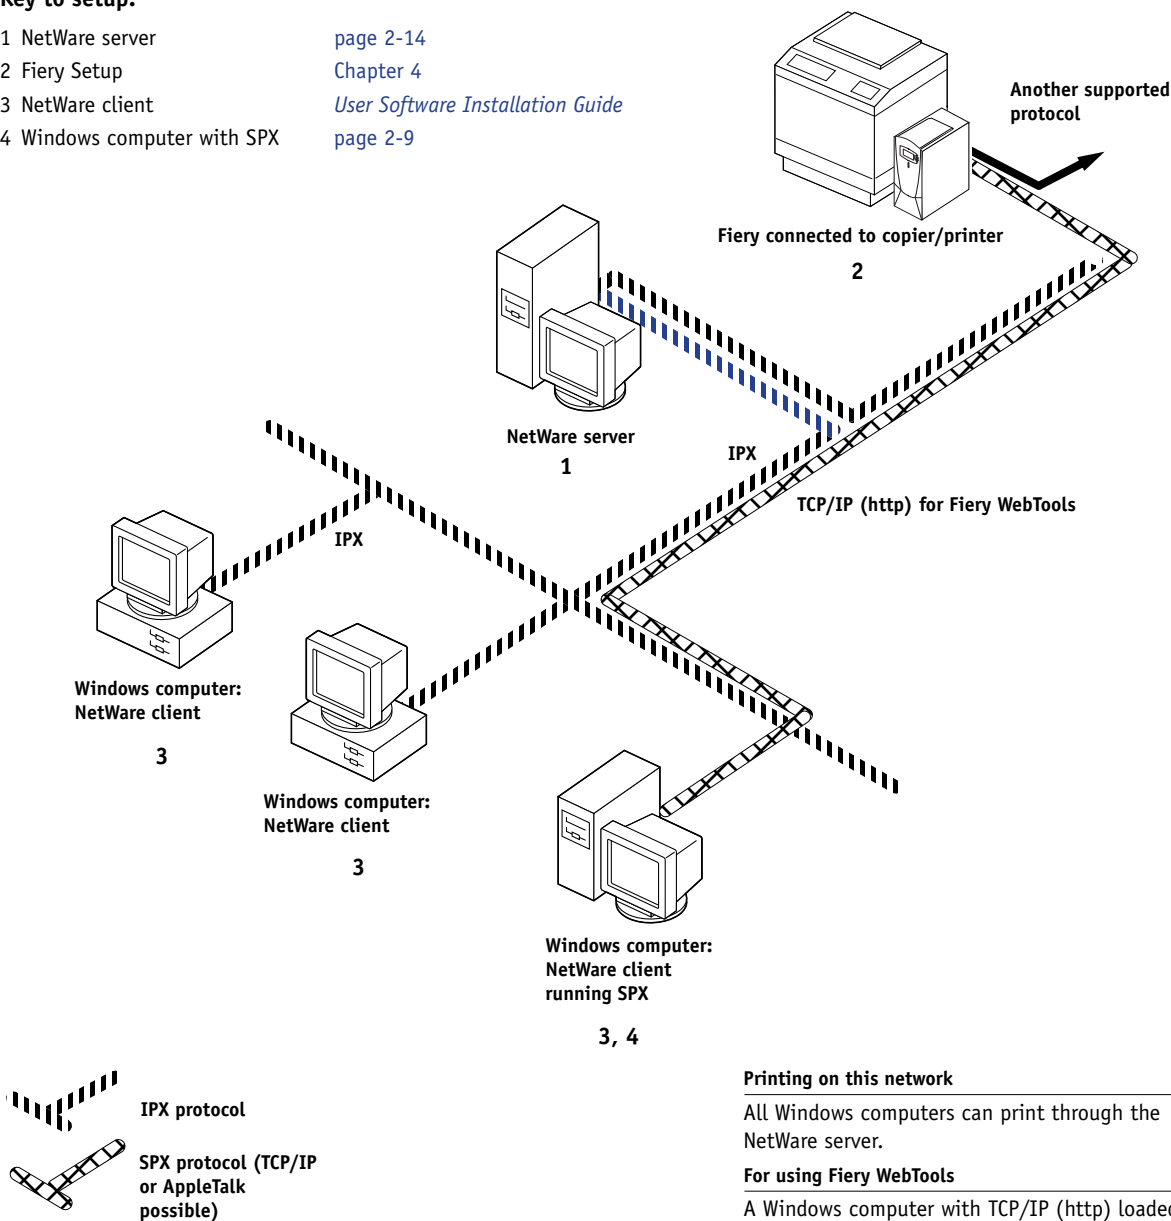 Key to setup:
1 NetWare server page 2-14
2 Fiery Setup Chapter 4
3 NetWare client User Software Installation Guide
4 Windows computer with SPX page 2-9
Another supported
protocol
Fiery connected to copier/printer
2
NetWare server
1
IPX
TCP/IP (http) for Fiery WebTools
IPX
Windows computer:
NetWare client
3
Windows computer:
NetWare client
3
Windows computer:
NetWare client
running SPX
3, 4
IPX protocol
SPX protocol (TCP/IP
or AppleTalk
possible)
Printing on this network
All Windows computers can print through the
NetWare server.
For using Fiery WebTools
A Windows computer with TCP/IP (http) loaded